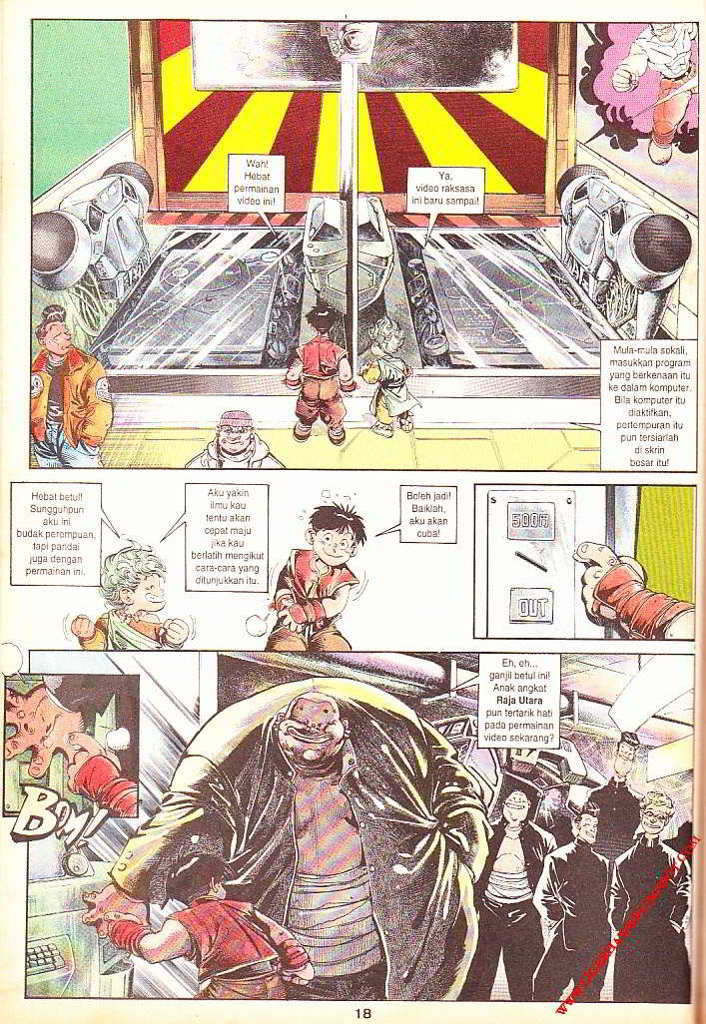 Wah!
Hebat
permainan
video ini!
Ya,
video raksasa
ini baru sampai!
Mula-mula sekali,
masukkan program
yang berkenaan itu
ke dalam komputer.
Bila komputer itu
diaktifkan,
pertempuran itu
pun tersiarlah
di skrin
besar itu!
Hebat betul!
Sungguhpun
aku ini
budak perempuan,
tapi pandai
juga dengan
permainan ini.
Aku yakin
ilmu kau
tentu akan
cepat maju
jika kau
berlatih mengikut
cara-cara yang
ditunjukkan itu.
Boleh jadi!
Baiklah,
aku akan
cuba!
OUT
BOM!
Eh, eh...
ganjil betul ini!
Anak angkat
Raja Utara
pun tertarik hati
pada permainan
video sekarang?
18